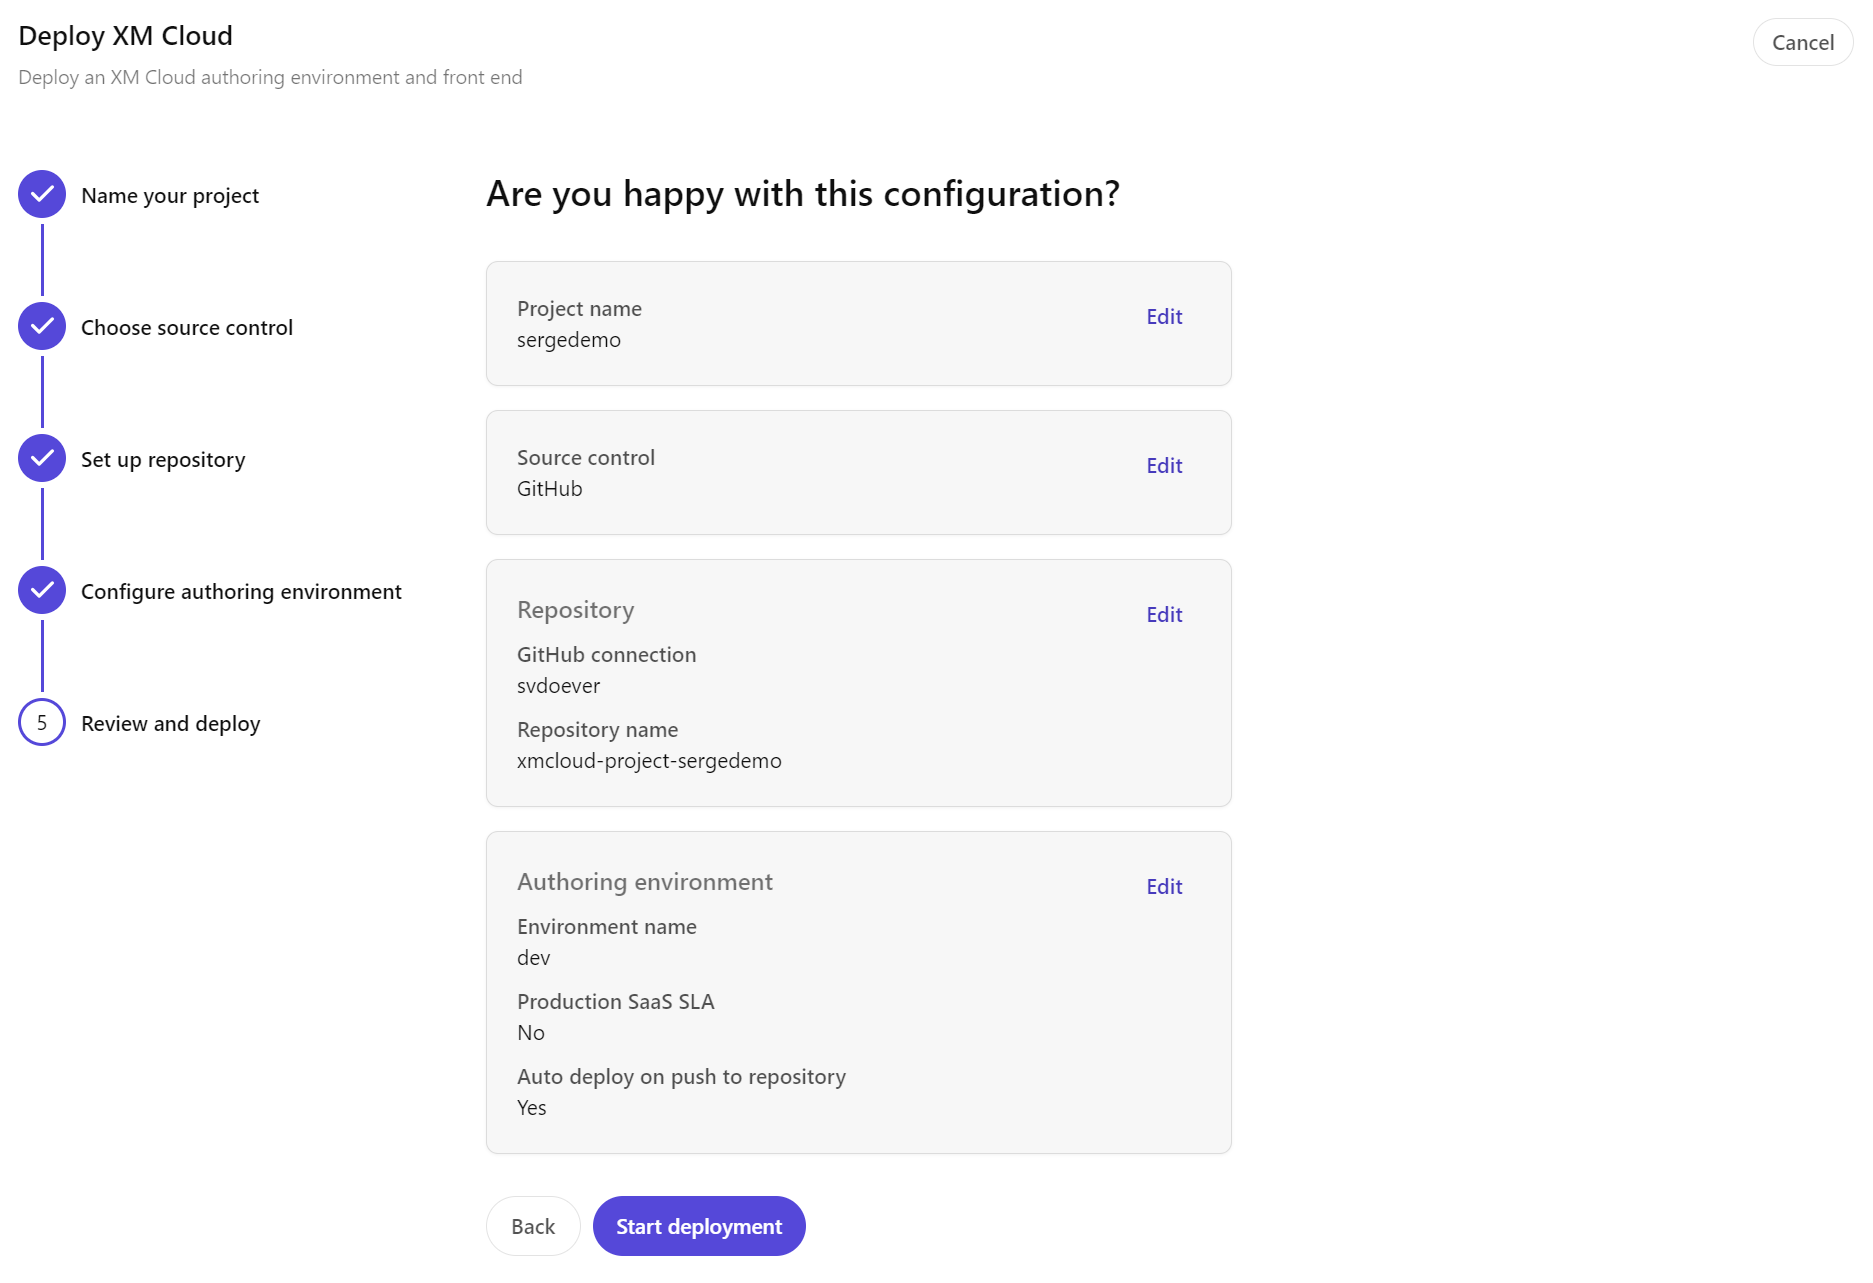 Deploy XM Cloud
Cancel
Deploy an XM Cloud authoring environment and front end
Name your project
Choose source control
Set up repository
Configure authoring environment
5
Review and deploy
Are you happy with this configuration?
Project name
Edit
sergedemo
Source control
Edit
GitHub
Repository
Edit
GitHub connection
svdoever
Repository name
xmcloud-project-sergedemo
Authoring environment
Edit
Environment name
dev
Production SaaS SLA
No
Auto deploy on push to repository
Yes
Back
Start deployment